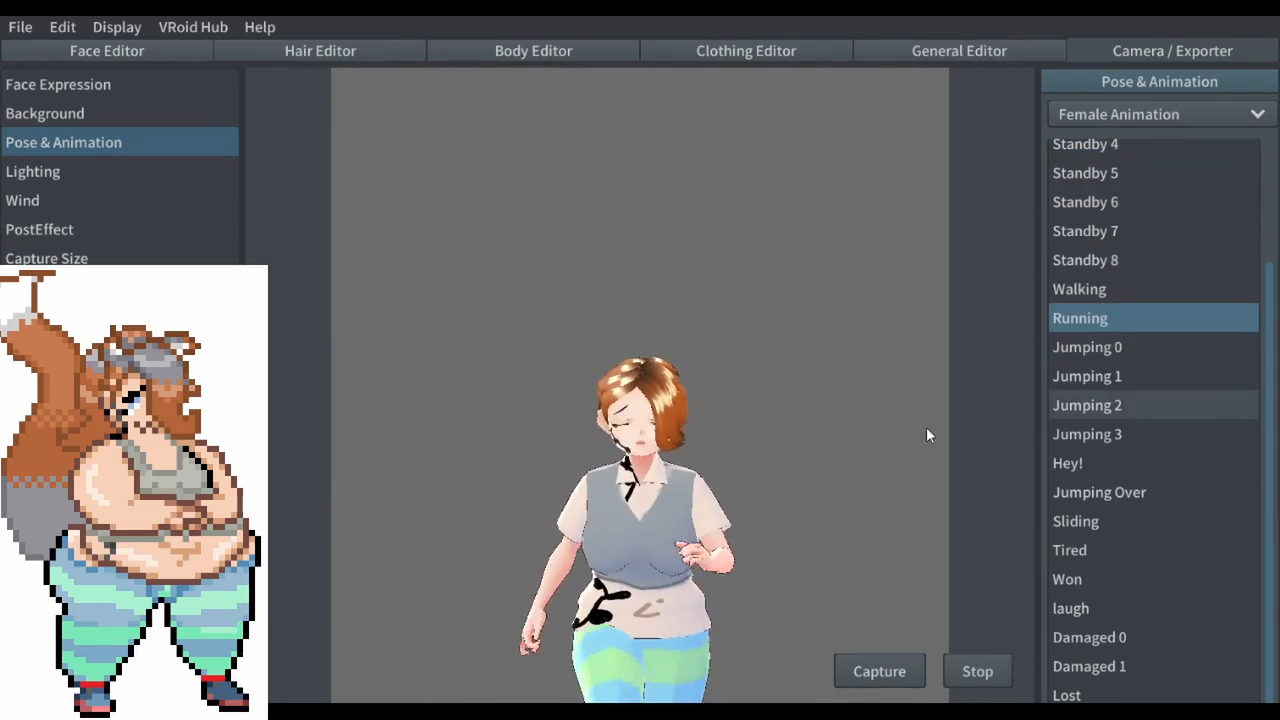 File Edit Display VRoid Hub Help
Face Editor Hair Editor Body Editor Clothing Editor General Editor Camera / Exporter
Face Expression
Background
Pose & Animation
Lighting
Wind
PostEffect
Capture Size
Pose & Animation
Female Animation
Standby 4
Standby 5
Standby 6
Standby 7
Standby 8
Walking
Running
Jumping 0
Jumping 1
Jumping 2
Jumping 3
Hey!
Jumping Over
Sliding
Tired
Won
laugh
Damaged 0
Damaged 1
Lost
Capture Stop